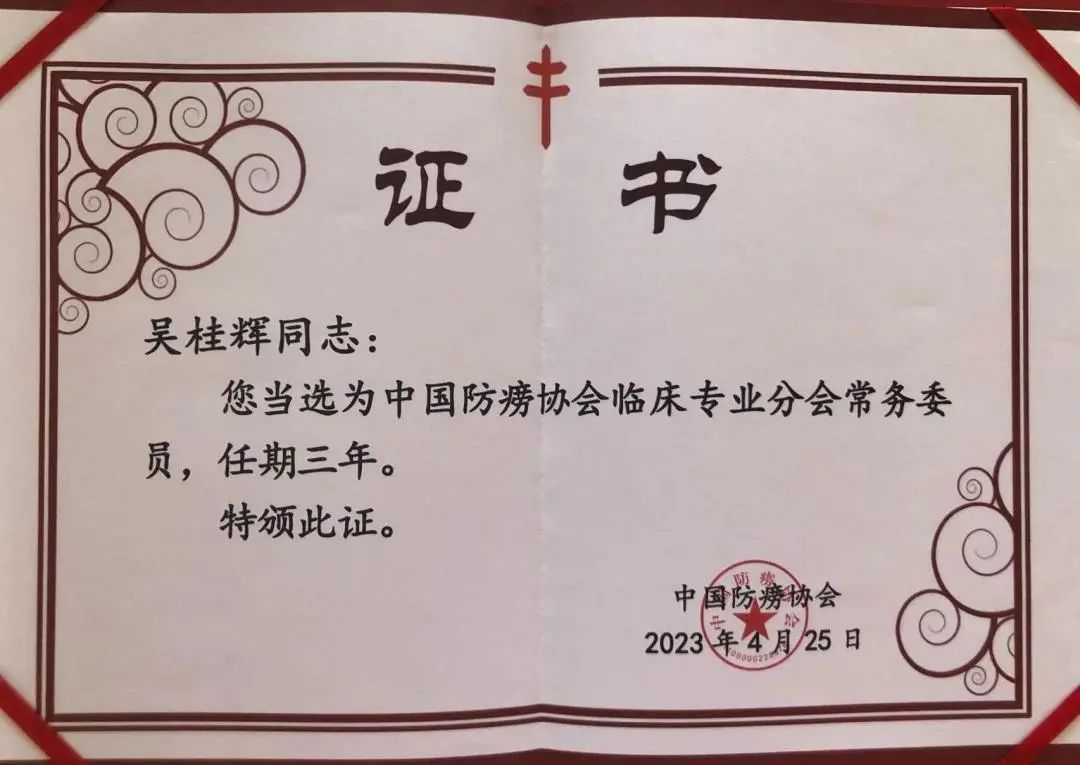 证书
吴桂辉同志：
您当选为中国防痨协会临床专业分会常务委
员，任期三年。
特颁此证。
中国防痨协会
2023年4月25日